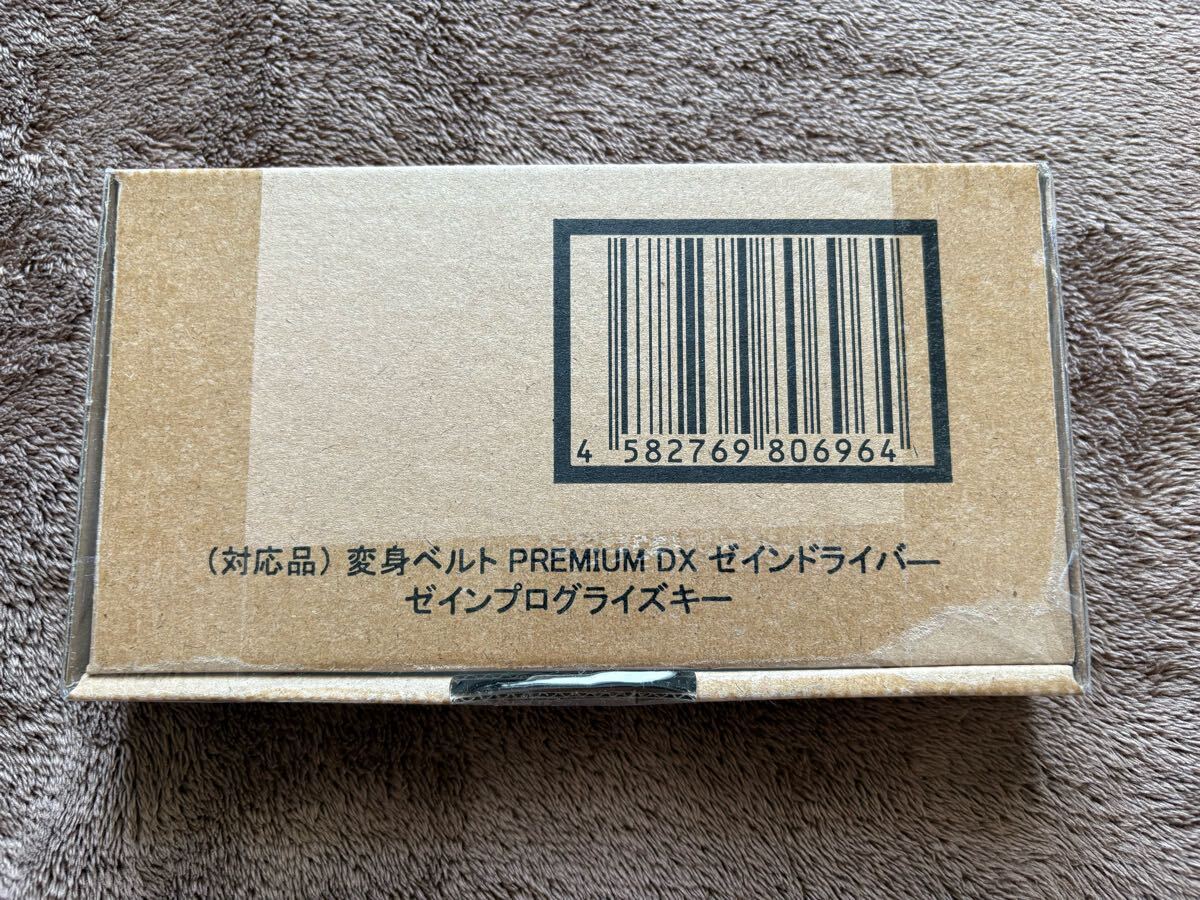 4 582769 806964
(対応品) 変身ベルト PREMIUM DX ゼインドライバー
ゼインプログライズキー